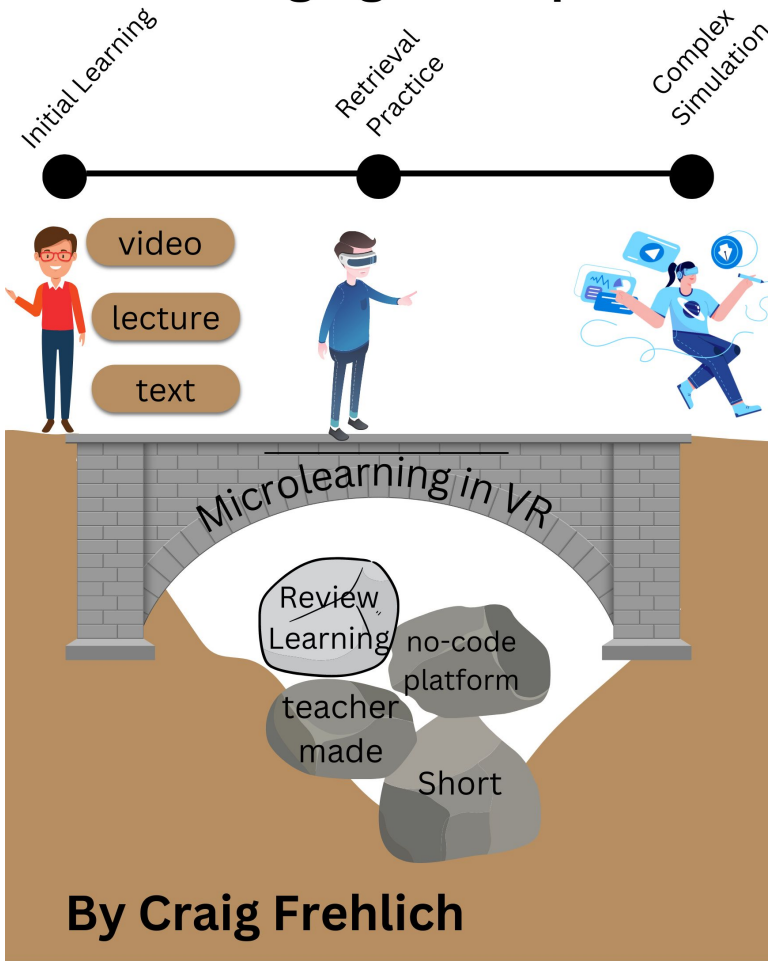 Initial Learning
Retrieval
Practice
Complex
Simulation
video
lecture
text
Microlearning in VR
Review
Learning
no-code
platform
teacher
made
Short
By Craig Frehlich